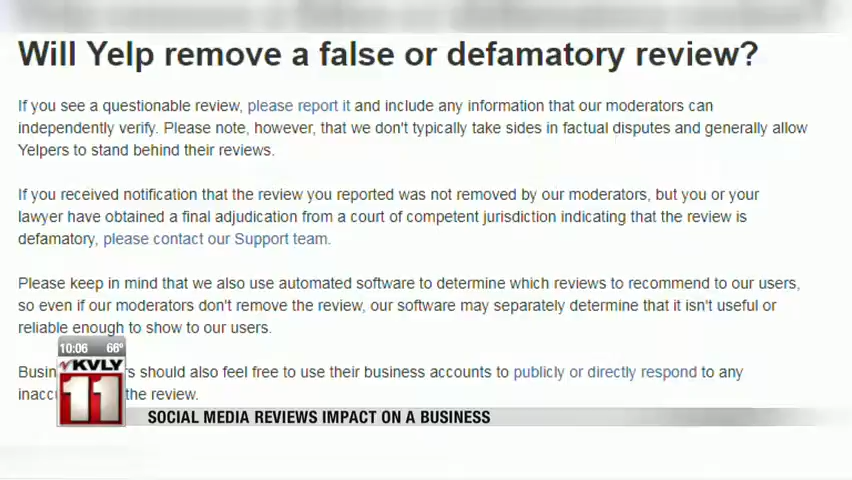 Will Yelp remove a false or defamatory review?
If you see a questionable review, please report it and include any information that our moderators can
independently verify. Please note, however, that we don't typically take sides in factual disputes and generally allow
Yelpers to stand behind their reviews.
If you received notification that the review you reported was not removed by our moderators, but you or your
lawyer have obtained a final adjudication from a court of competent jurisdiction indicating that the review is
defamatory, please contact our Support team.
Please keep in mind that we also use automated software to determine which reviews to recommend to our users,
so even if our moderators don't remove the review, our software may separately determine that it isn't useful or
reliable enough to show to our users.
should also feel free to use their business accounts to publicly or directly respond to any
the review.
10:06 66°
KVLY
11
SOCIAL MEDIA REVIEWS IMPACT ON A BUSINESS